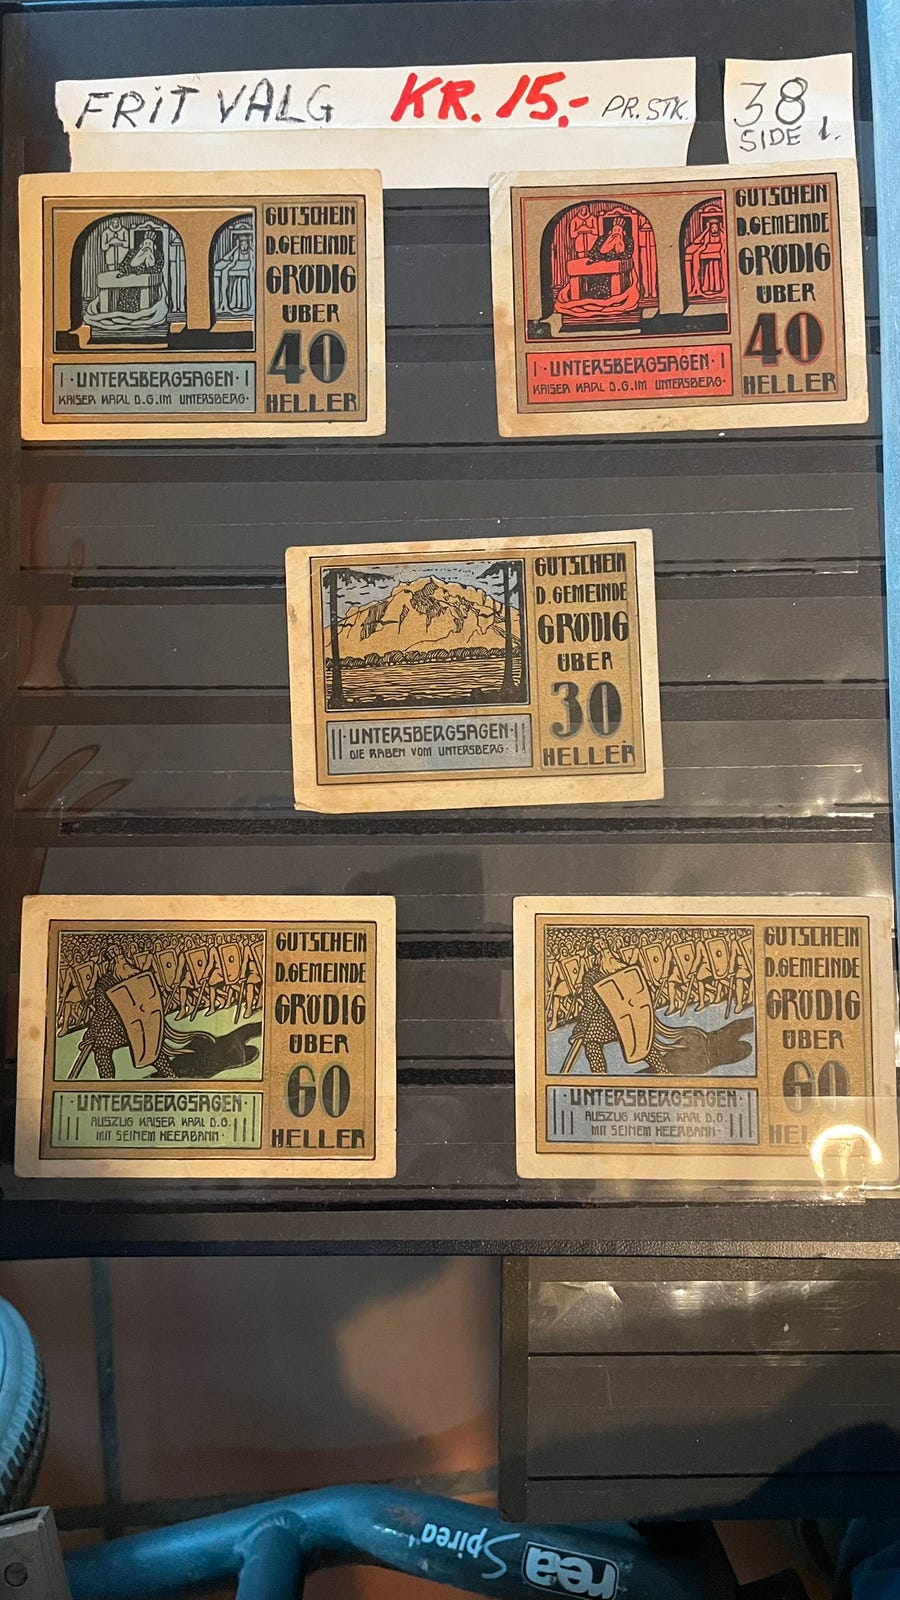 FRIT VALG KR. 15,- PR. STK.
38
SIDE 1.
GUTSCHEIN
D. GEMEINDE
GRÖDIG
ÜBER
40
HELLER
· UNTERSBERGSAGEN ·
KAISER KARL D. G. IM UNTERSBERG ·
GUTSCHEIN
D. GEMEINDE
GRÖDIG
ÜBER
40
HELLER
· UNTERSBERGSAGEN ·
KAISER KARL D. G. IM UNTERSBERG ·
GUTSCHEIN
D. GEMEINDE
GRÖDIG
ÜBER
30
HELLER
· UNTERSBERGSAGEN ·
DIE RABEN VOM UNTERSBERG ·
GUTSCHEIN
D. GEMEINDE
GRÖDIG
ÜBER
60
HELLER
· UNTERSBERGSAGEN ·
AUSZUG KAISER KARL D. G.
MIT SEINEM HEERBANN ·
GUTSCHEIN
D. GEMEINDE
GRÖDIG
ÜBER
60
HEL
· UNTERSBERGSAGEN ·
AUSZUG KAISER KARL D. G.
MIT SEINEM HEERBANN ·
Spirea
rea